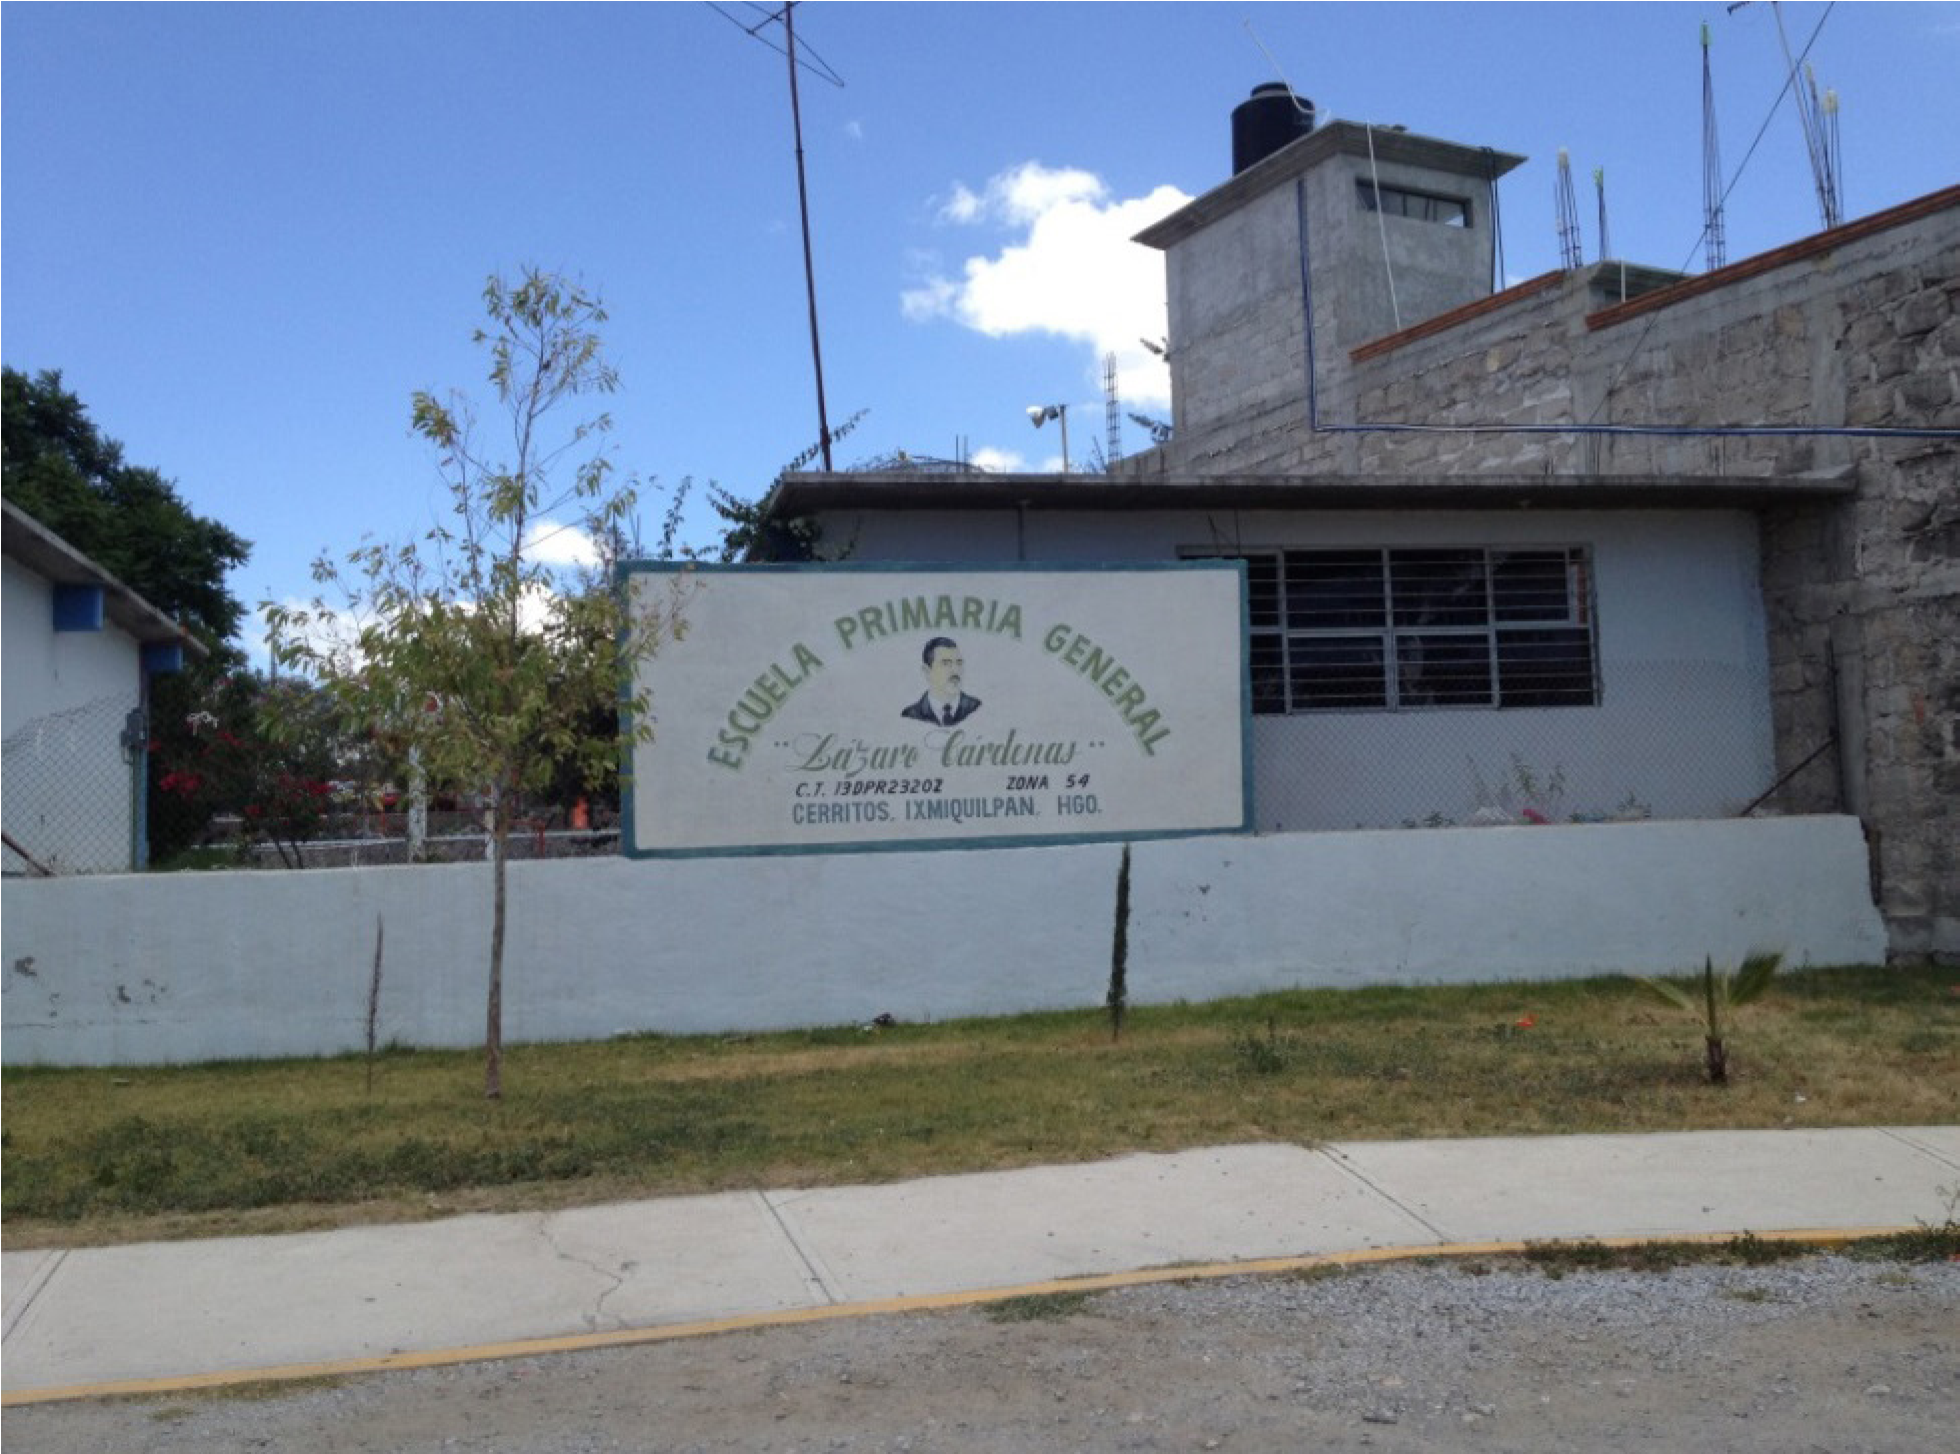 ESCUELA PRIMARIA GENERAL
"Lázaro Cárdenas"
C.T. 13DPR2320Z ZONA 54
CERRITOS, IXMIQUILPAN, HGO.